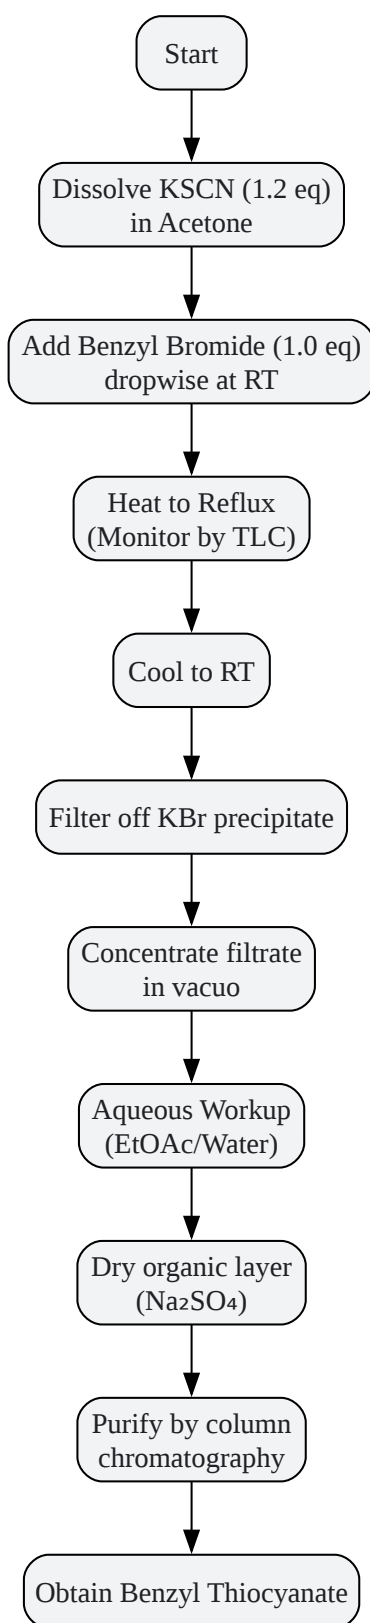 Start
Dissolve KSCN (1.2 eq)
in Acetone
Add Benzyl Bromide (1.0 eq)
dropwise at RT
Heat to Reflux
(Monitor by TLC)
Cool to RT
Filter off KBr precipitate
Concentrate filtrate
in vacuo
Aqueous Workup
(EtOAc/Water)
Dry organic layer
(Na₂SO₄)
Purify by column
chromatography
Obtain Benzyl Thiocyanate